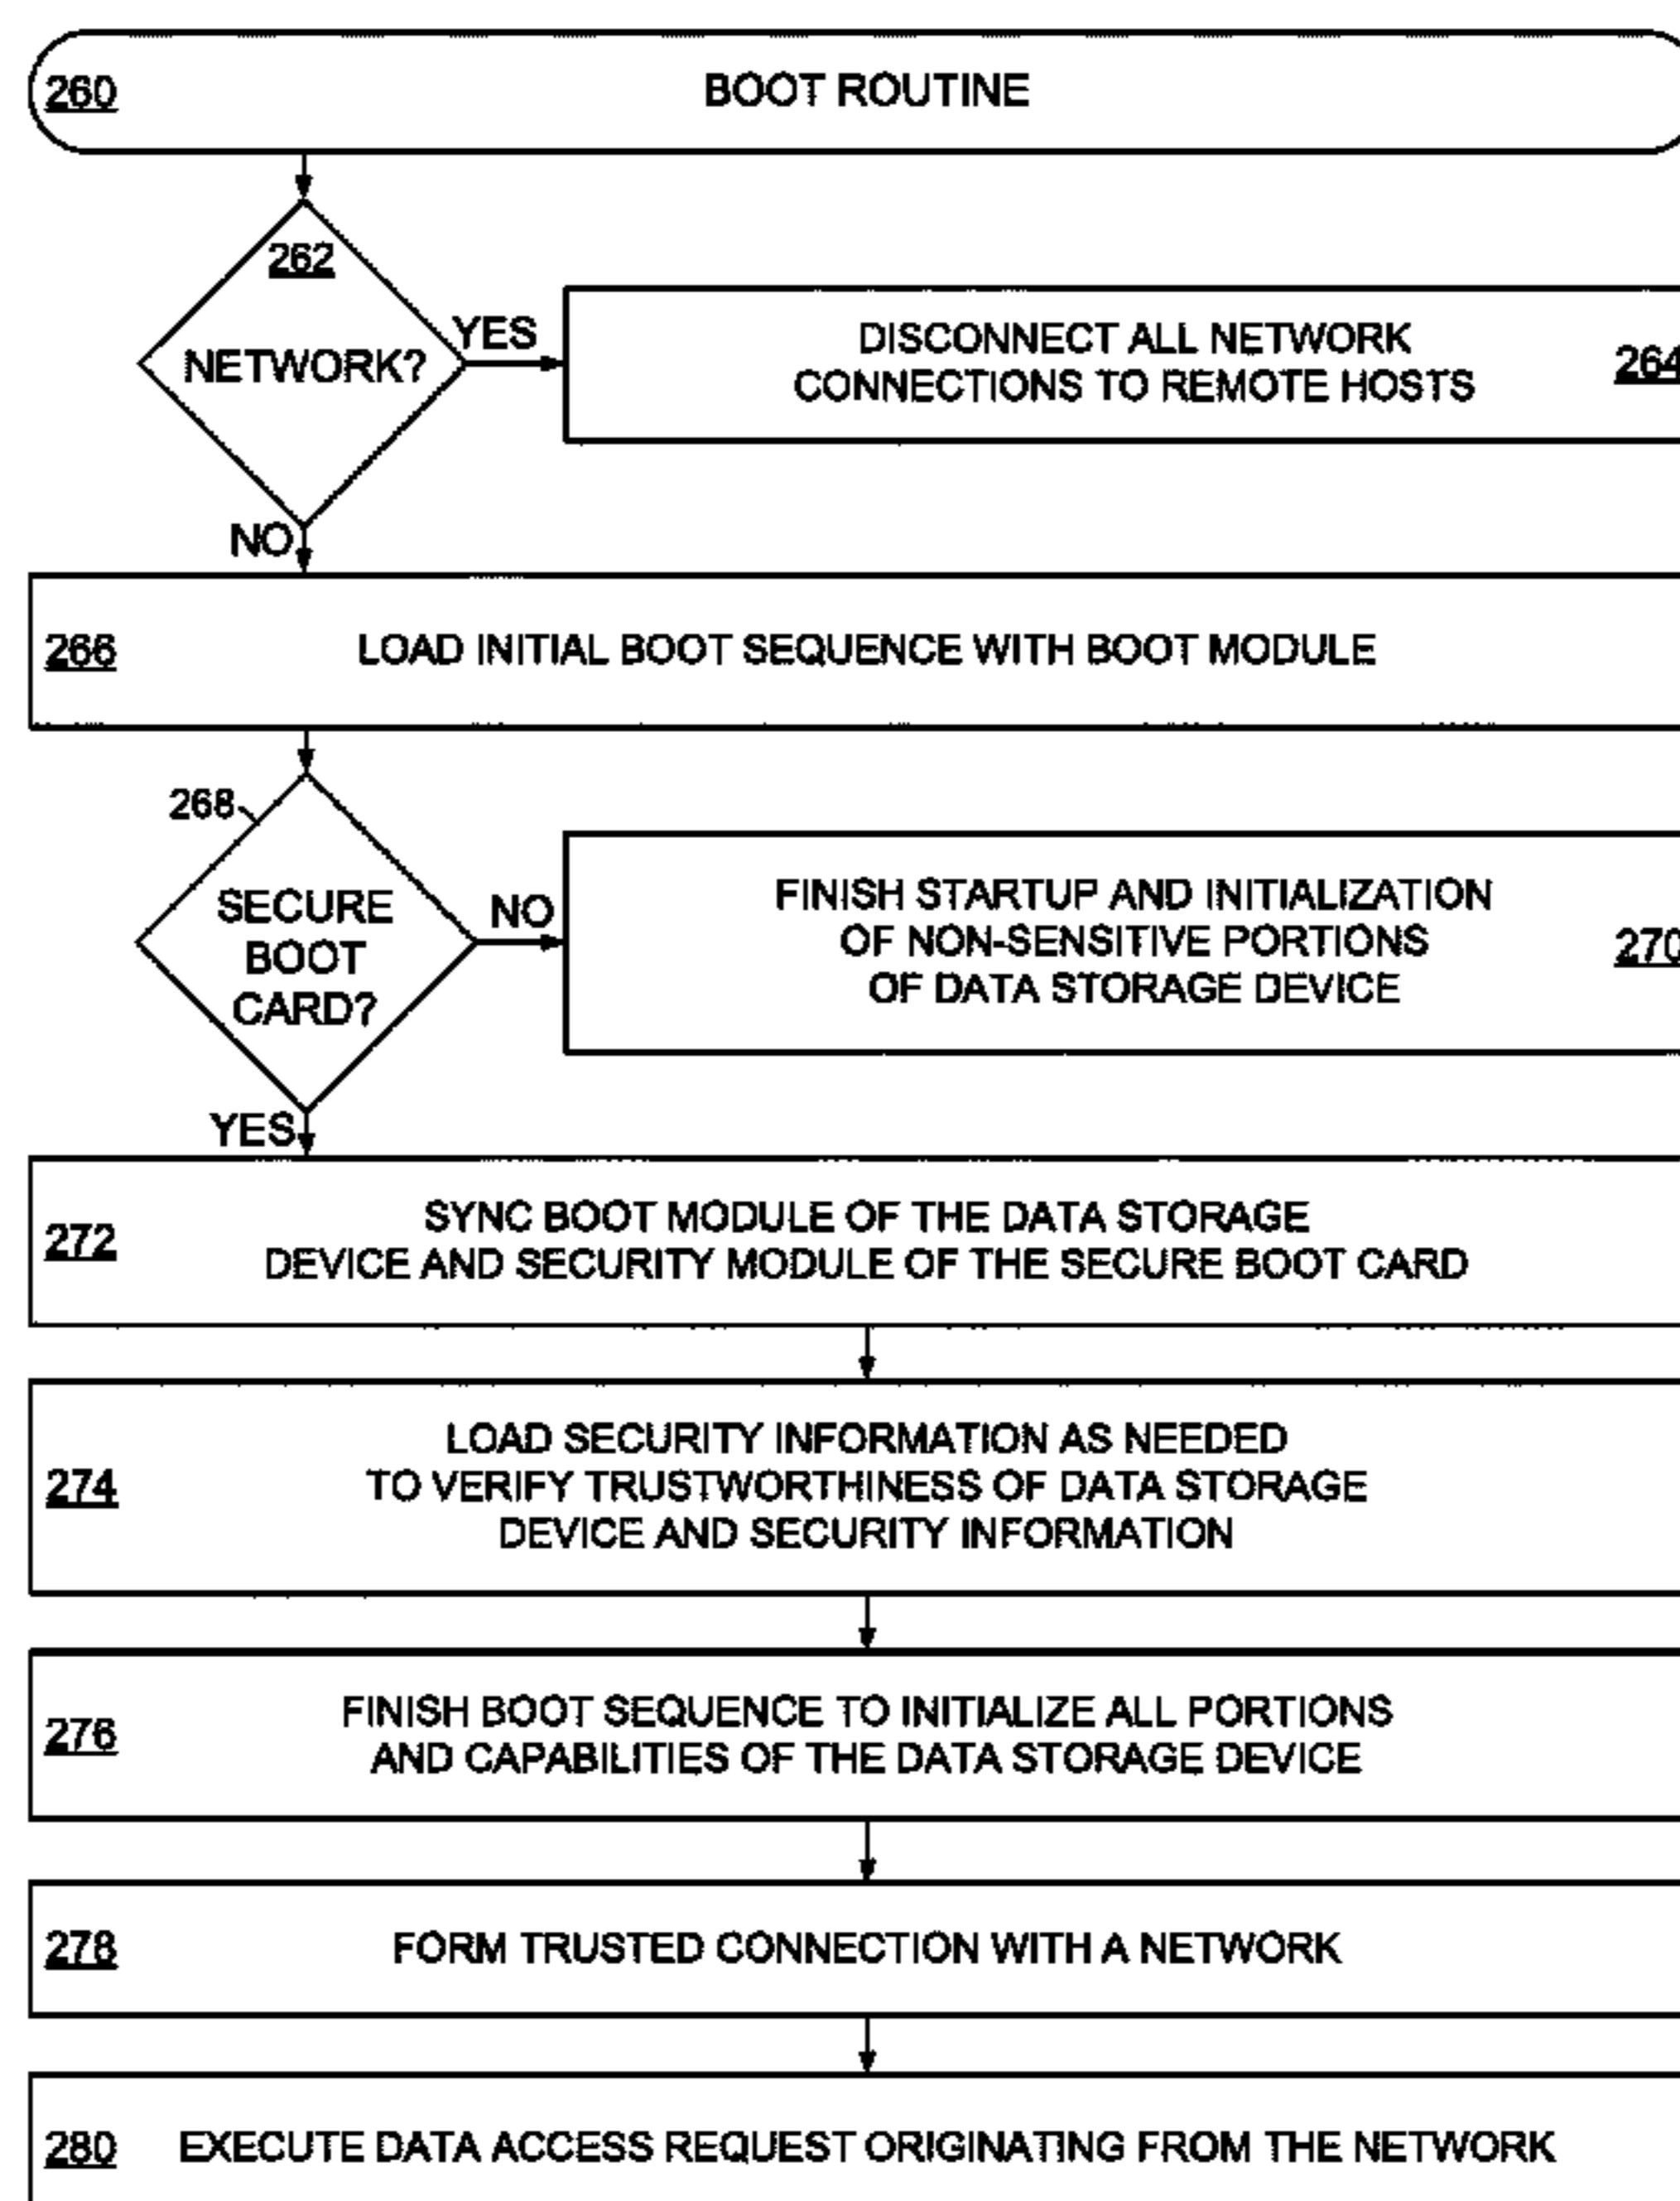 260 BOOT ROUTINE
262
NETWORK?
YES
DISCONNECT ALL NETWORK
CONNECTIONS TO REMOTE HOSTS
264
NO
266 LOAD INITIAL BOOT SEQUENCE WITH BOOT MODULE
268
SECURE
BOOT
CARD?
NO
FINISH STARTUP AND INITIALIZATION
OF NON-SENSITIVE PORTIONS
OF DATA STORAGE DEVICE
270
YES
272
SYNC BOOT MODULE OF THE DATA STORAGE
DEVICE AND SECURITY MODULE OF THE SECURE BOOT CARD
274
LOAD SECURITY INFORMATION AS NEEDED
TO VERIFY TRUSTWORTHINESS OF DATA STORAGE
DEVICE AND SECURITY INFORMATION
276
FINISH BOOT SEQUENCE TO INITIALIZE ALL PORTIONS
AND CAPABILITIES OF THE DATA STORAGE DEVICE
278 FORM TRUSTED CONNECTION WITH A NETWORK
280 EXECUTE DATA ACCESS REQUEST ORIGINATING FROM THE NETWORK